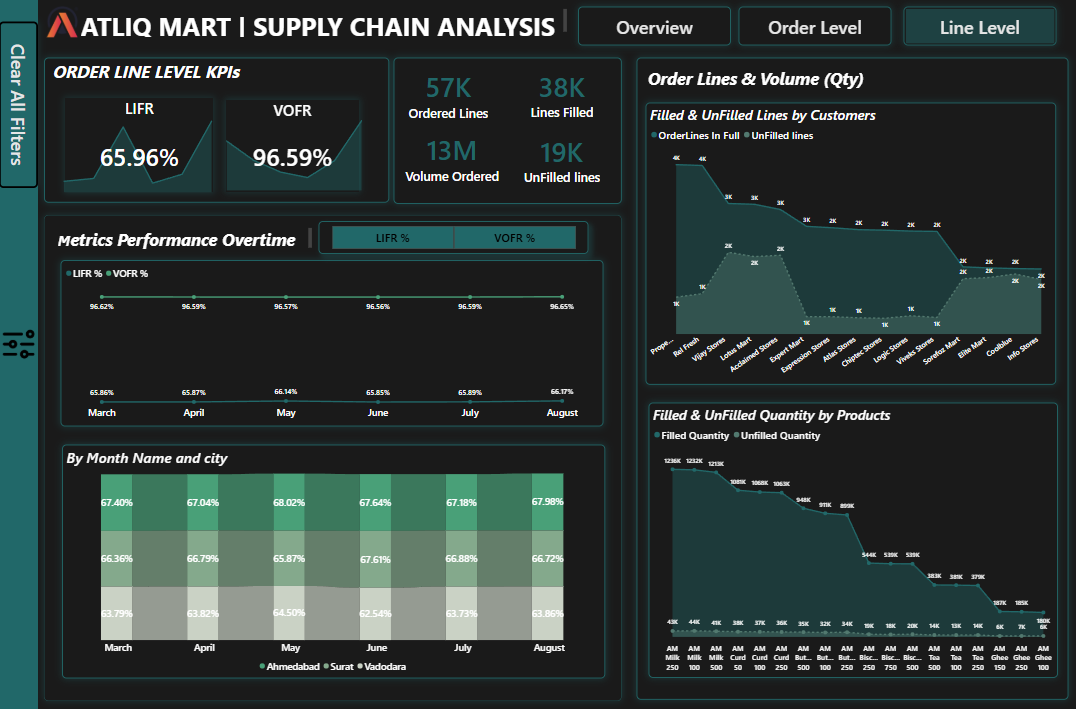 Clear All Filters
ATLIQ MART | SUPPLY CHAIN ANALYSIS
Overview
Order Level
Line Level
ORDER LINE LEVEL KPIs
LIFR
65.96%
VOFR
96.59%
57K
Ordered Lines
38K
Lines Filled
13M
Volume Ordered
19K
UnFilled lines
Metrics Performance Overtime
LIFR %
VOFR %
LIFR % VOFR %
96.62% 96.59% 96.57% 96.56% 96.59% 96.65%
65.86% 65.87% 66.14% 65.85% 65.89% 66.17%
March April May June July August
By Month Name and city
67.40% 67.04% 68.02% 67.64% 67.18% 67.98%
66.36% 66.79% 65.87% 67.61% 66.88% 66.72%
63.79% 63.82% 64.50% 62.54% 63.73% 63.86%
March April May June July August
Ahmedabad Surat Vadodara
Order Lines & Volume (Qty)
Filled & UnFilled Lines by Customers
OrderLines In Full UnFilled lines
4K 4K 3K 3K 3K 3K 2K 2K 2K 2K 2K 2K 2K 2K 2K
1K 1K 2K 2K 2K 1K 1K 1K 1K 1K 1K 2K 2K 2K 2K
Prope... Rel Fresh Vijay Stores Lotus Mart Acclaimed Stores Expert Mart Expression Stores Atlas Stores Chiptec Stores Logic Stores Viveks Stores Sorefoz Mart Elite Mart Coolblue Info Stores
Filled & UnFilled Quantity by Products
Filled Quantity Unfilled Quantity
1236K 1232K 1213K 1081K 1068K 1063K 948K 911K 899K 544K 539K 539K 383K 381K 379K 187K 185K 180K
43K 44K 41K 38K 37K 36K 35K 32K 34K 19K 18K 20K 14K 13K 14K 6K 7K 6K
AM AM AM AM AM AM AM AM AM AM AM AM AM AM AM AM AM AM
Milk Milk Milk Curd Curd Curd But... But... But... Bisc... Bisc... Bisc... Tea Tea Tea Ghee Ghee Ghee
250 100 500 50 100 250 500 100 250 250 750 500 500 100 250 150 250 100